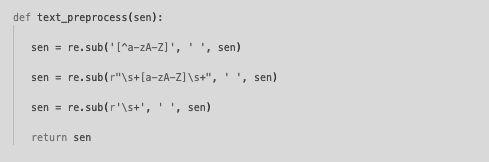 def text_preprocess(sen):
sen = re.sub('[^a-zA-Z]', ' ', sen)
sen = re.sub(r"\s+[a-zA-Z]\s+", ' ', sen)
sen = re.sub(r'\s+', ' ', sen)
return sen